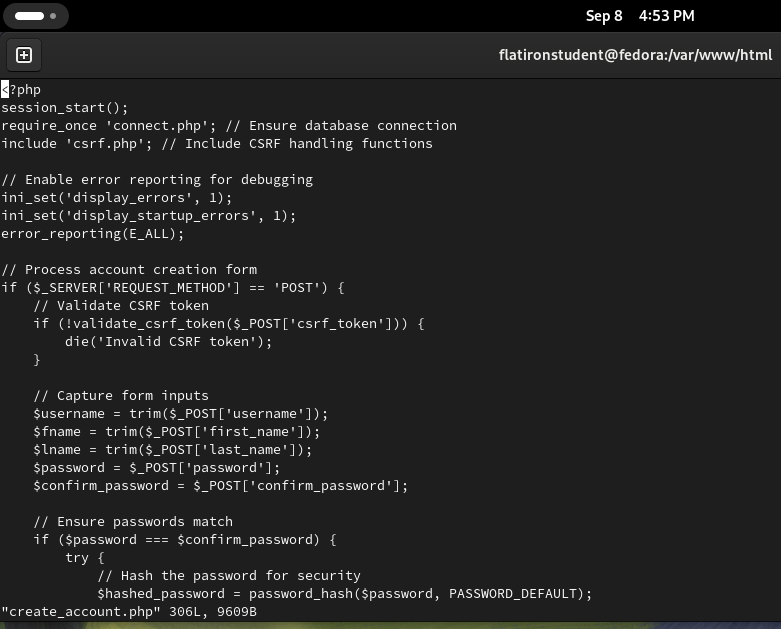 Sep 8 4:53 PM
flatironstudent@fedora:/var/www/html
<?php
session_start();
require_once 'connect.php'; // Ensure database connection
include 'csrf.php'; // Include CSRF handling functions

// Enable error reporting for debugging
ini_set('display_errors', 1);
ini_set('display_startup_errors', 1);
error_reporting(E_ALL);

// Process account creation form
if ($_SERVER['REQUEST_METHOD'] == 'POST') {
    // Validate CSRF token
    if (!validate_csrf_token($_POST['csrf_token'])) {
        die('Invalid CSRF token');
    }

    // Capture form inputs
    $username = trim($_POST['username']);
    $fname = trim($_POST['first_name']);
    $lname = trim($_POST['last_name']);
    $password = $_POST['password'];
    $confirm_password = $_POST['confirm_password'];

    // Ensure passwords match
    if ($password === $confirm_password) {
        try {
            // Hash the password for security
            $hashed_password = password_hash($password, PASSWORD_DEFAULT);
"create_account.php" 306L, 9609B